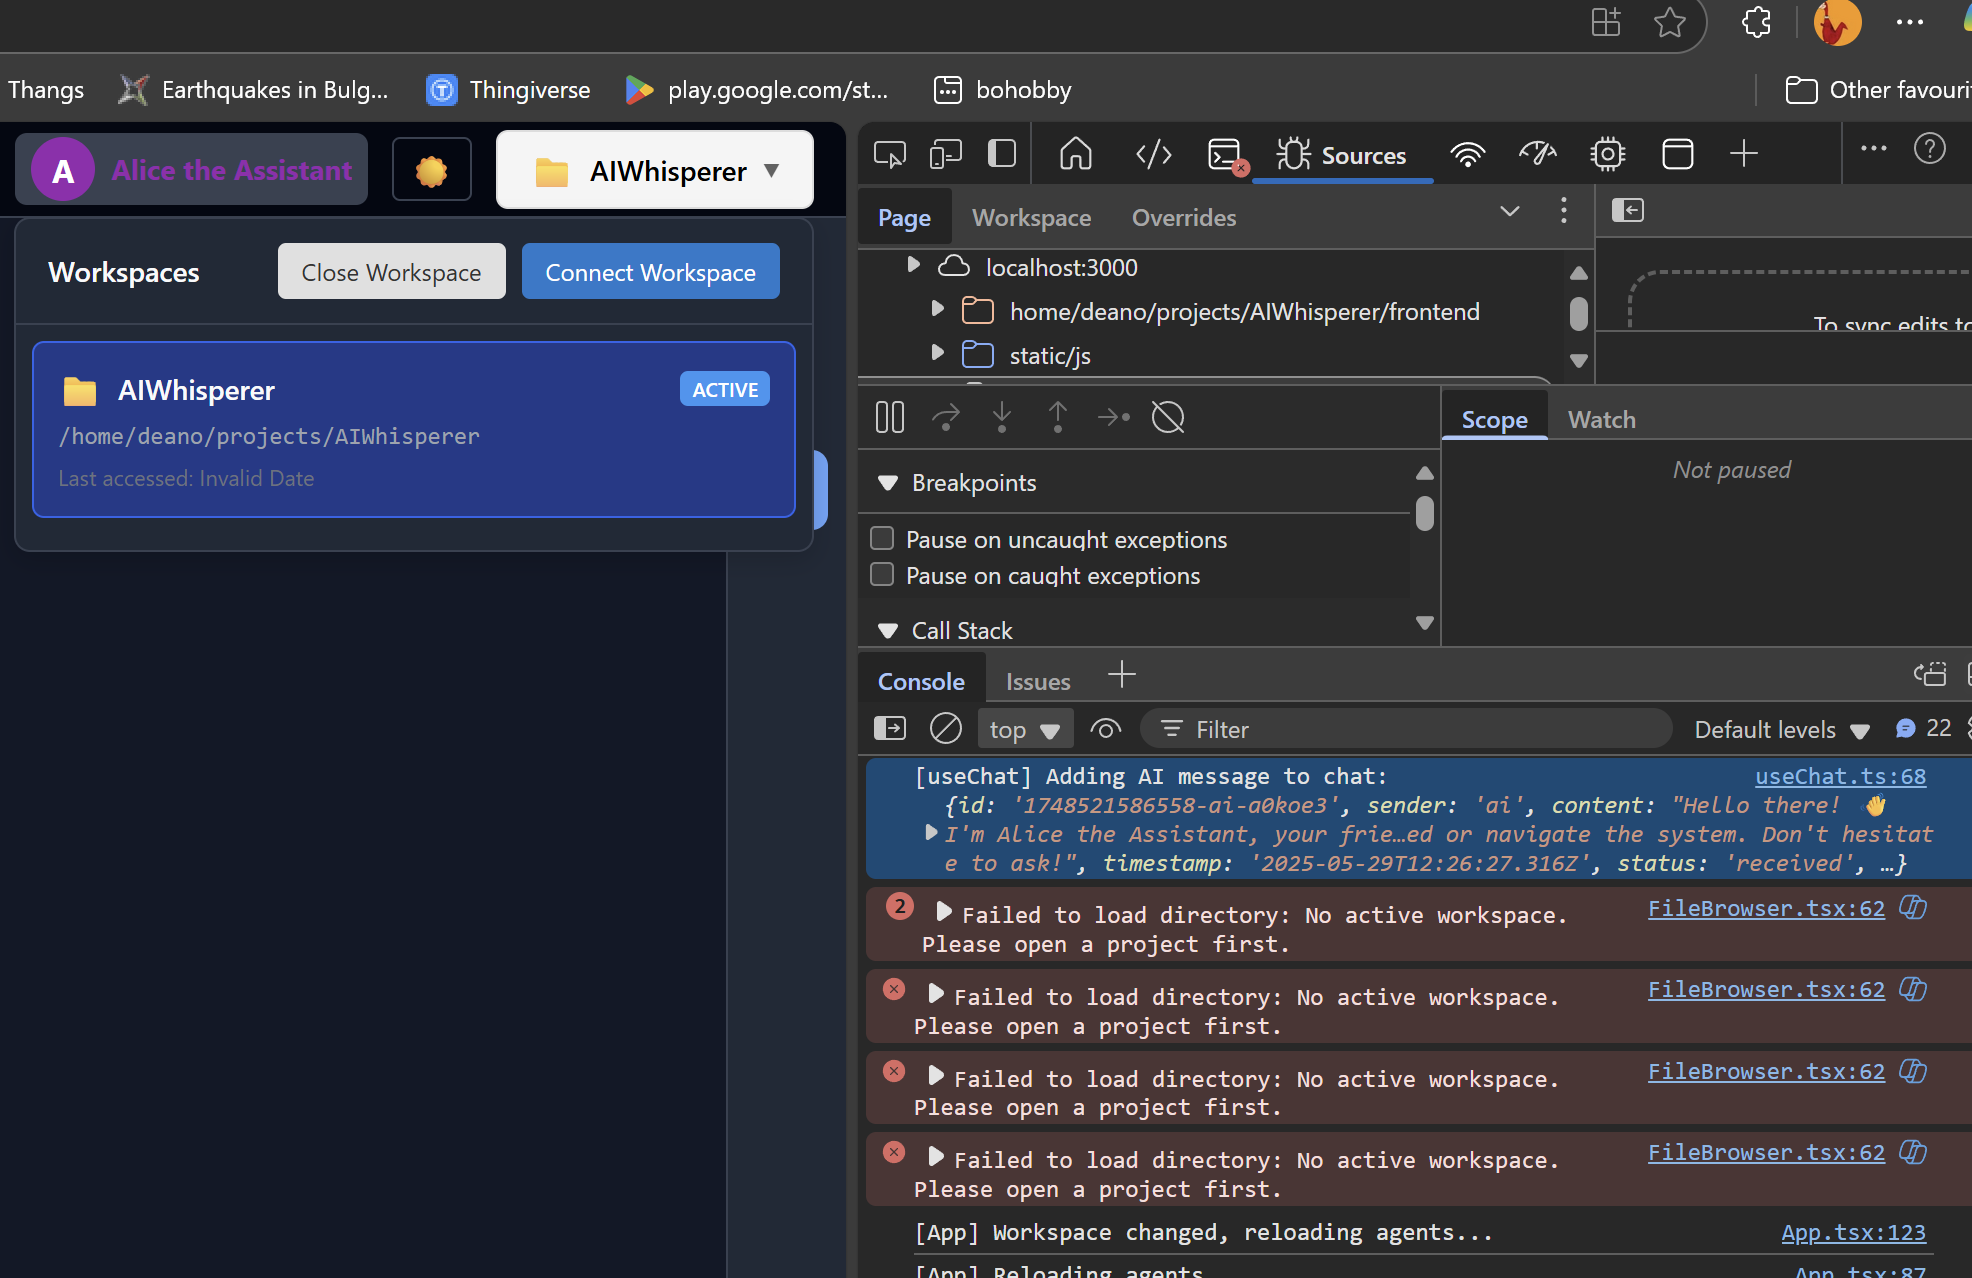 Thangs
Earthquakes in Bulg...
Thingiverse
play.google.com/st...
bohobby
Other favouri
A
Alice the Assistant
AIWhisperer ▼
Workspaces
Close Workspace
Connect Workspace
AIWhisperer
ACTIVE
/home/deano/projects/AIWhisperer
Last accessed: Invalid Date
Sources
Page
Workspace
Overrides
localhost:3000
home/deano/projects/AIWhisperer/frontend
static/js
To sync edits to
Scope
Watch
Not paused
Breakpoints
Pause on uncaught exceptions
Pause on caught exceptions
Call Stack
Console
Issues
top
Filter
Default levels
22
[useChat] Adding AI message to chat:
useChat.ts:68
{id: '1748521586558-ai-a0koe3', sender: 'ai', content: "Hello there! 👋
I'm Alice the Assistant, your frie…ed or navigate the system. Don't hesitat
e to ask!", timestamp: '2025-05-29T12:26:27.316Z', status: 'received', …}
2
Failed to load directory: No active workspace.
FileBrowser.tsx:62
Please open a project first.
Failed to load directory: No active workspace.
FileBrowser.tsx:62
Please open a project first.
Failed to load directory: No active workspace.
FileBrowser.tsx:62
Please open a project first.
Failed to load directory: No active workspace.
FileBrowser.tsx:62
Please open a project first.
[App] Workspace changed, reloading agents...
App.tsx:123
[App] Reloading agents
App.tsx:87